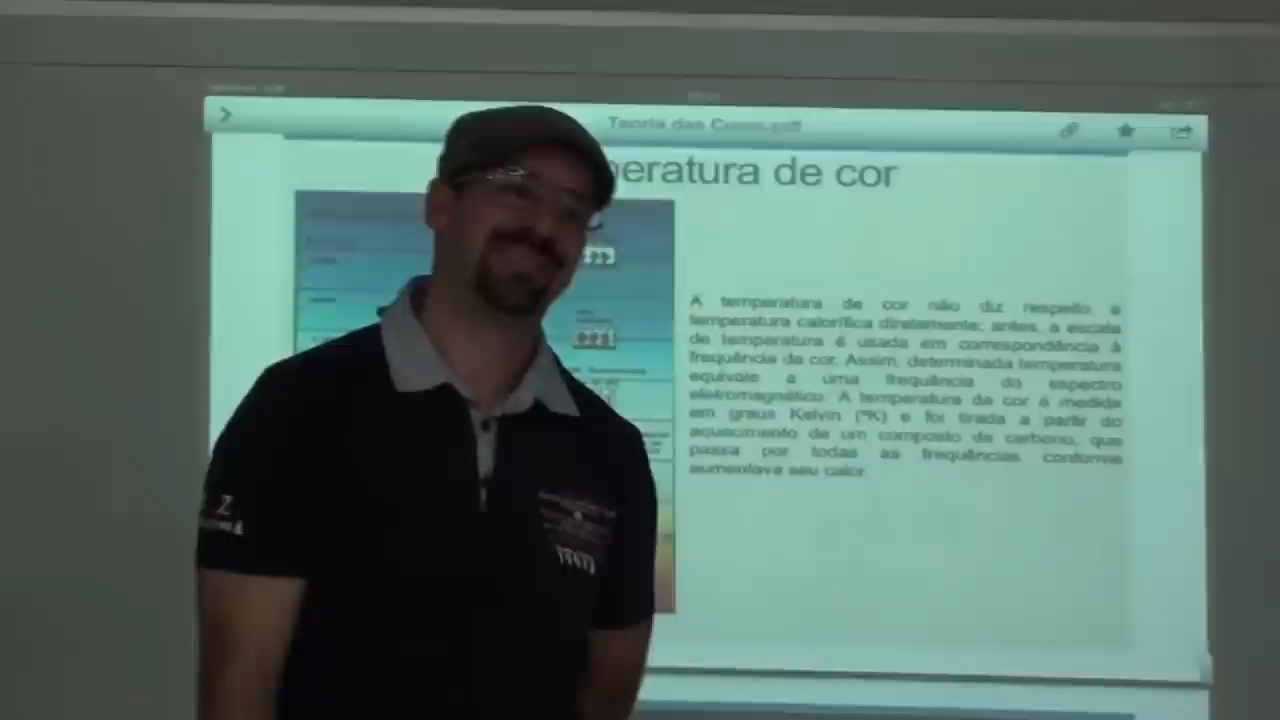 Teoria das Cores.pdf
peratura de cor
A temperatura de cor não diz respeito a
temperatura calorífica diretamente; antes, a escala
de temperatura é usada em correspondência à
frequência da cor. Assim, determinada temperatura
equivale a uma frequência do espectro
eletromagnético. A temperatura de cor é medida
em graus Kelvin (°K) e foi tirada a partir do
aquecimento de um composto de carbono, que
passa por todas as frequências conforme
aumentava seu calor
Z